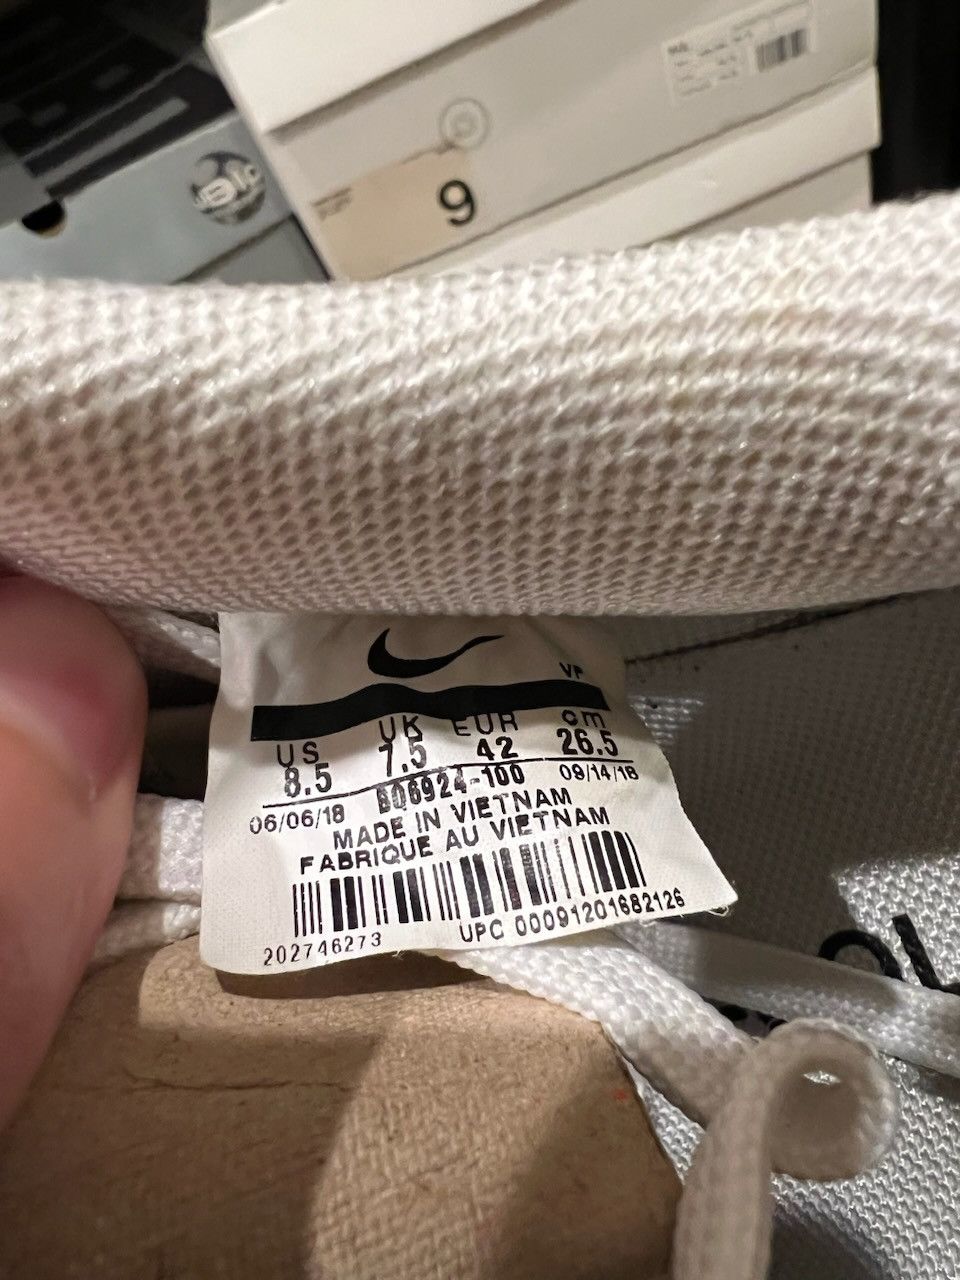 9
VP
US UK EUR cm
8.5 7.5 42 26.5
06/06/18 BQ6924-100 09/14/18
MADE IN VIETNAM
FABRIQUE AU VIETNAM
202746273 UPC 00091201682126